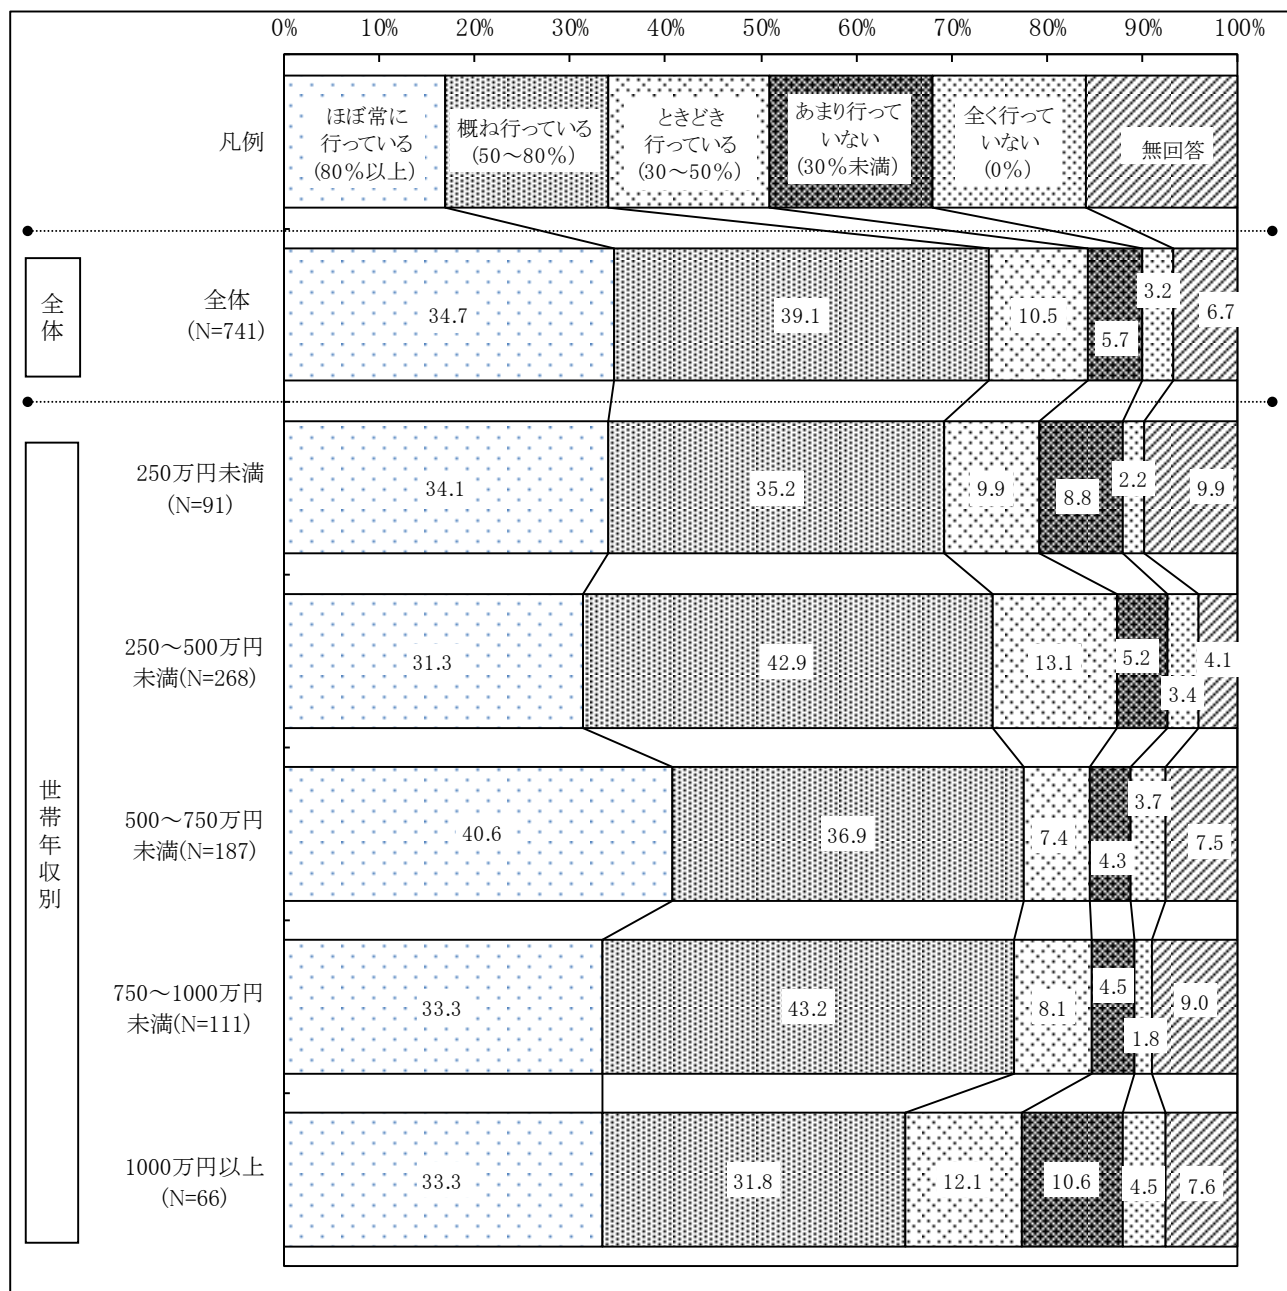 0% 10% 20% 30% 40% 50% 60% 70% 80% 90% 100%
凡例
ほぼ常に
行っている
(80%以上)
概ね行っている
(50～80%)
ときどき
行っている
(30～50%)
あまり行って
いない
(30%未満)
全く行って
いない
(0%)
無回答
全体
全体
(N=741)
34.7 39.1 10.5 5.7 3.2 6.7
世帯年収別
250万円未満
(N=91)
34.1 35.2 9.9 8.8 2.2 9.9
250～500万円
未満(N=268)
31.3 42.9 13.1 5.2 3.4 4.1
500～750万円
未満(N=187)
40.6 36.9 7.4 4.3 3.7 7.5
750～1000万円
未満(N=111)
33.3 43.2 8.1 4.5 1.8 9.0
1000万円以上
(N=66)
33.3 31.8 12.1 10.6 4.5 7.6